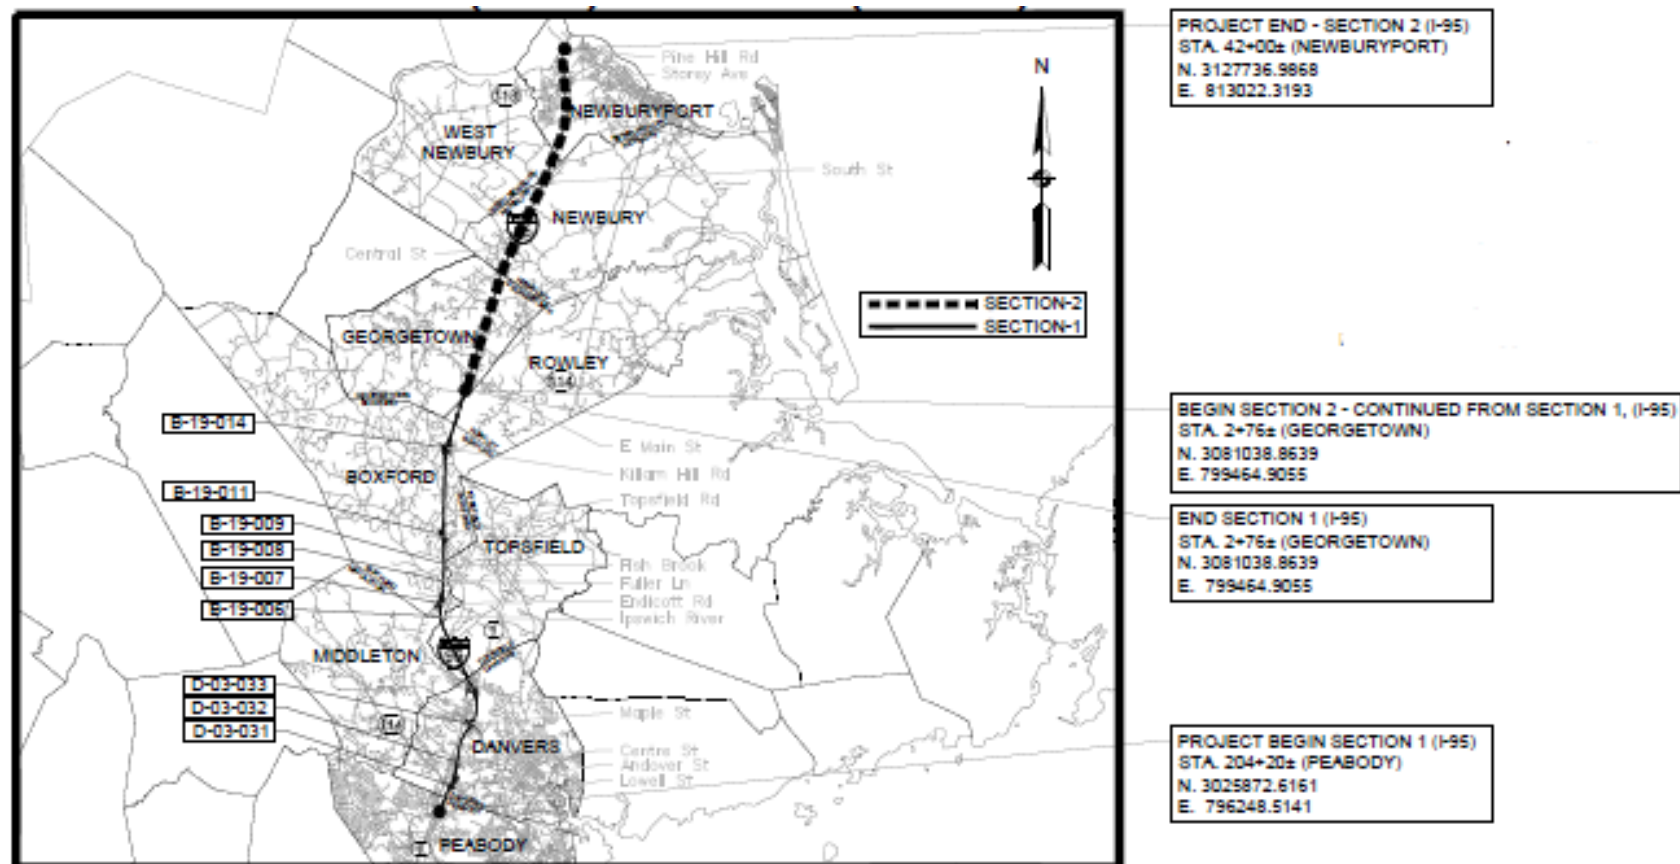 Pine Hill Rd
Storey Ave
NEWBURYPORT
WEST
NEWBURY
South St
NEWBURY
Central St
N
SECTION-2
SECTION-1
GEORGETOWN
ROWLEY
B-19-014
E Main St
BOXFORD
Killam Hill Rd
B-19-011
Topsfield Rd
B-19-009
B-19-008
TOPSFIELD
B-19-007
Fish Brook
Fuller Ln
B-19-006
Endicott Rd
Ipswich River
MIDDLETON
D-03-033
D-03-032
D-03-031
Maple St
DANVERS
Centre St
Andover St
Lowell St
PEABODY
PROJECT END - SECTION 2 (I-95)
STA. 42+00± (NEWBURYPORT)
N. 3127736.9868
E. 813022.3193
BEGIN SECTION 2 - CONTINUED FROM SECTION 1, (I-95)
STA. 2+76± (GEORGETOWN)
N. 3081038.8639
E. 799464.9055
END SECTION 1 (I-95)
STA. 2+76± (GEORGETOWN)
N. 3081038.8639
E. 799464.9055
PROJECT BEGIN SECTION 1 (I-95)
STA. 204+20± (PEABODY)
N. 3025872.6161
E. 796248.5141